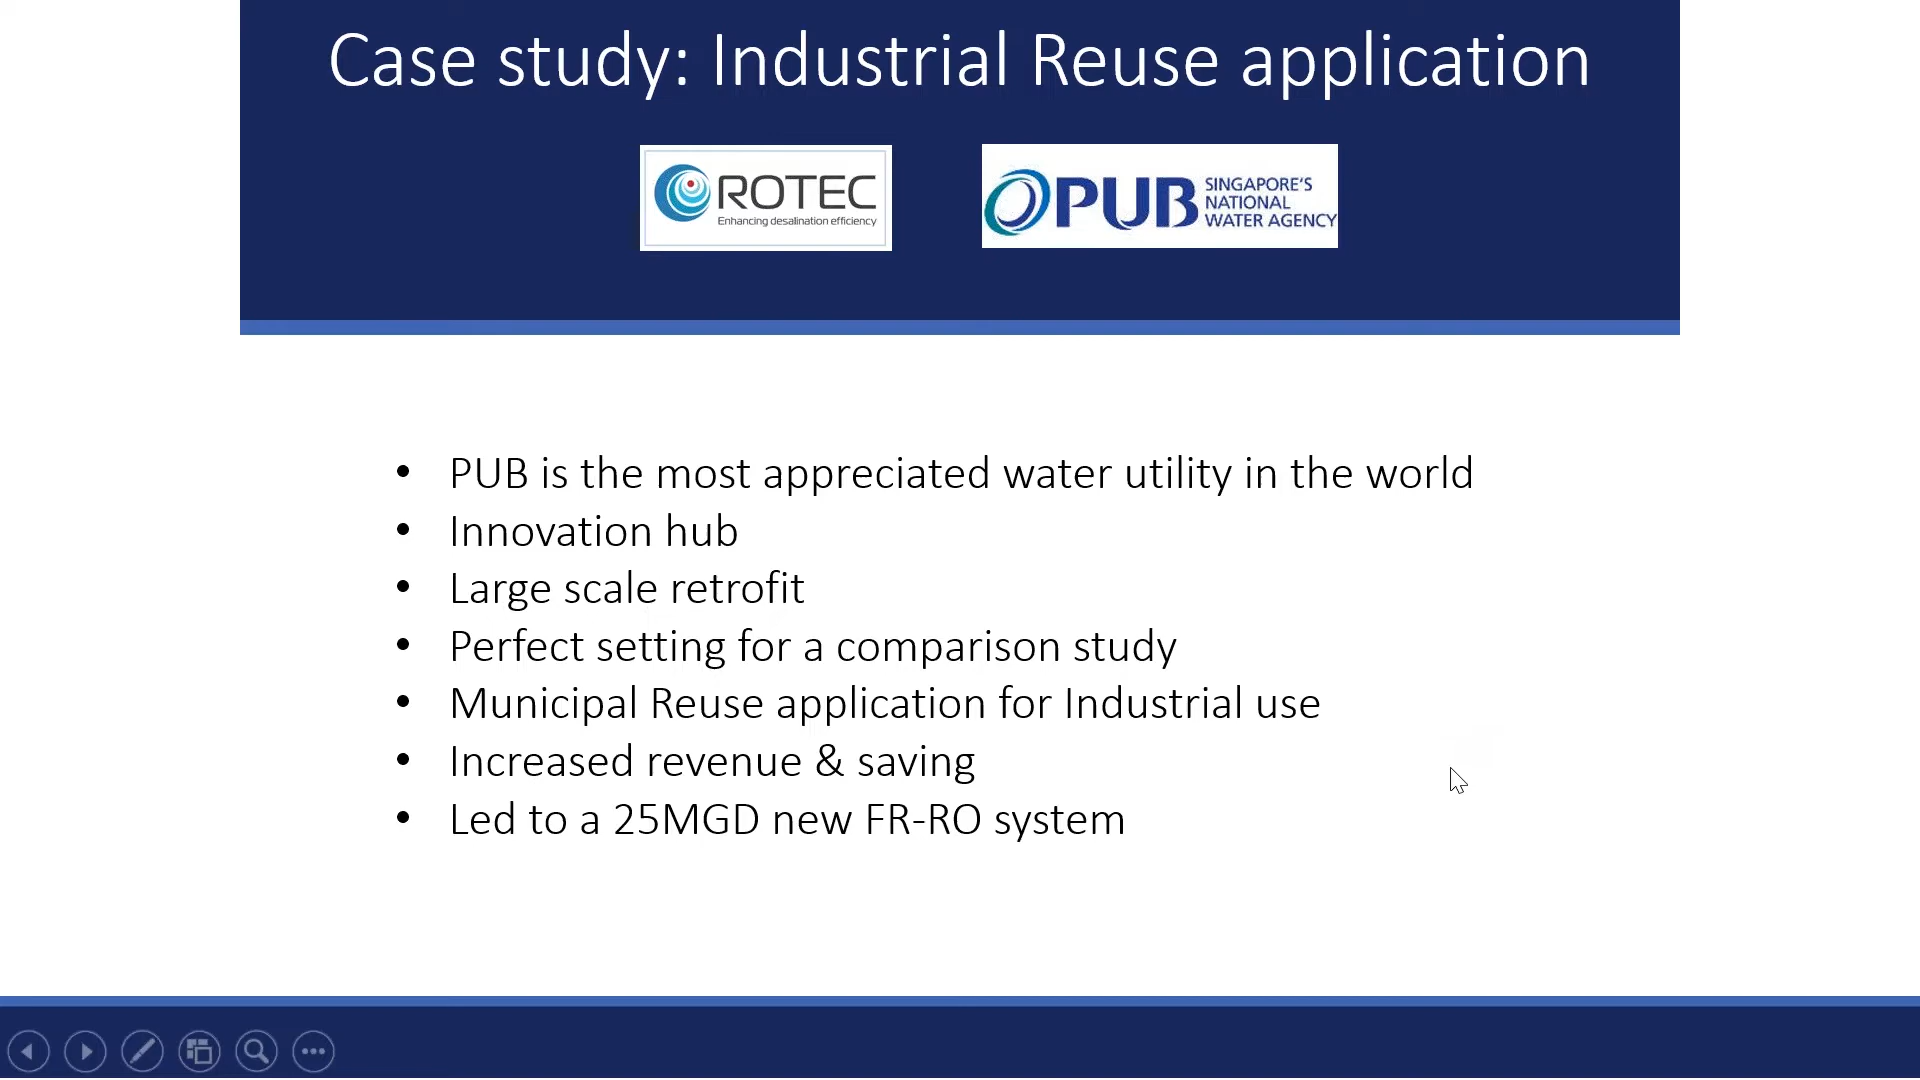 Case study: Industrial Reuse application
ROTEC
Enhancing desalination efficiency
PUB
SINGAPORE'S
NATIONAL
WATER AGENCY
• PUB is the most appreciated water utility in the world
• Innovation hub
• Large scale retrofit
• Perfect setting for a comparison study
• Municipal Reuse application for Industrial use
• Increased revenue & saving
• Led to a 25MGD new FR-RO system